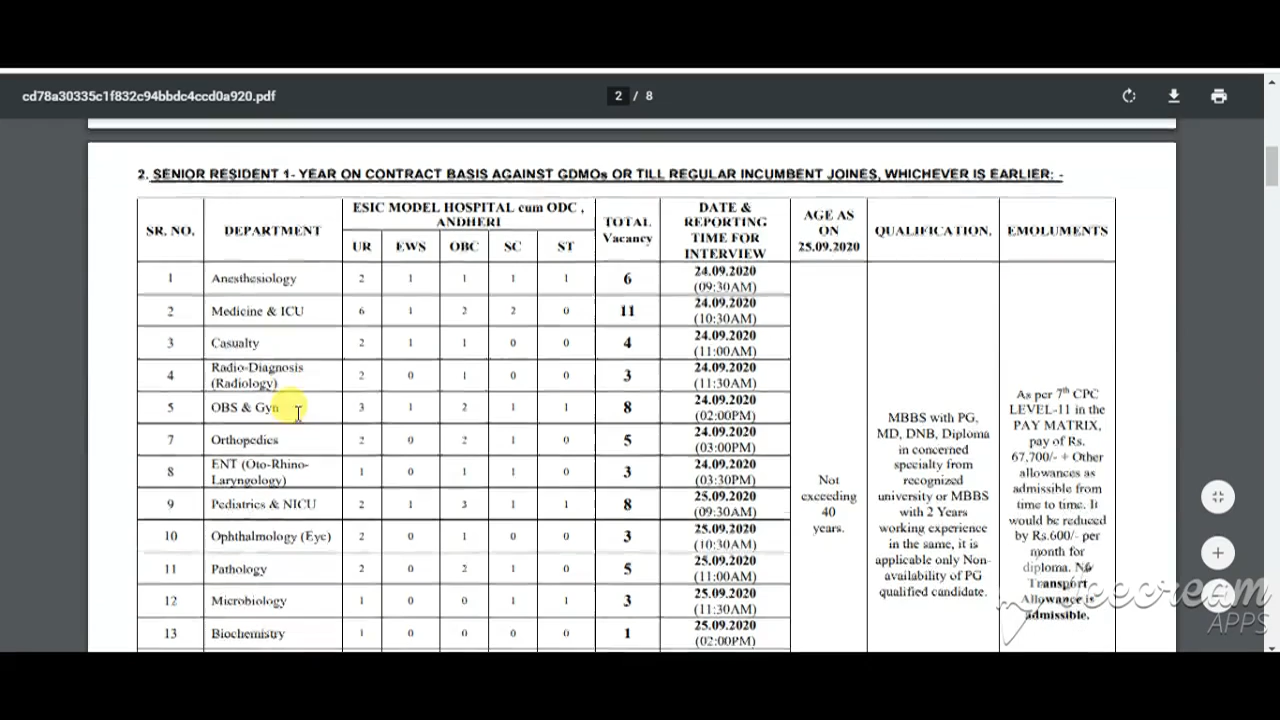 cd78a30335c1f832c94bbdc4ccd0a920.pdf 2 / 8
2. SENIOR RESIDENT 1- YEAR ON CONTRACT BASIS AGAINST GDMOs OR TILL REGULAR INCUMBENT JOINES, WHICHEVER IS EARLIER: -
SR. NO. DEPARTMENT ESIC MODEL HOSPITAL cum ODC , ANDHERI TOTAL Vacancy DATE & REPORTING TIME FOR INTERVIEW AGE AS ON 25.09.2020 QUALIFICATION. EMOLUMENTS
UR EWS OBC SC ST
1 Anesthesiology 2 1 1 1 1 6 24.09.2020 (09:30AM)
2 Medicine & ICU 6 1 2 2 0 11 24.09.2020 (10:30AM)
3 Casualty 2 1 1 0 0 4 24.09.2020 (11:00AM)
4 Radio-Diagnosis (Radiology) 2 0 1 0 0 3 24.09.2020 (11:30AM)
5 OBS & Gyn 3 1 2 1 1 8 24.09.2020 (02:00PM)
7 Orthopedics 2 0 2 1 0 5 24.09.2020 (03:00PM)
8 ENT (Oto-Rhino-Laryngology) 1 0 1 1 0 3 24.09.2020 (03:30PM)
9 Pediatrics & NICU 2 1 3 1 1 8 25.09.2020 (09:30AM)
10 Ophthalmology (Eye) 2 0 1 0 0 3 25.09.2020 (10:30AM)
11 Pathology 2 0 2 1 0 5 25.09.2020 (11:00AM)
12 Microbiology 1 0 0 1 1 3 25.09.2020 (11:30AM)
13 Biochemistry 1 0 0 0 0 1 25.09.2020 (02:00PM)
Not
exceeding
40
years.
MBBS with PG,
MD, DNB, Diploma
in concerned
specialty from
recognized
university or MBBS
with 2 Years
working experience
in the same, it is
applicable only Non-
availability of PG
qualified candidate.
As per 7th CPC
LEVEL-11 in the
PAY MATRIX,
pay of Rs.
67,700/- + Other
allowances as
admissible from
time to time. It
would be reduced
by Rs.600/- per
month for
diploma. No
Transport
Allowance is
admissible.
Icecream
APPS